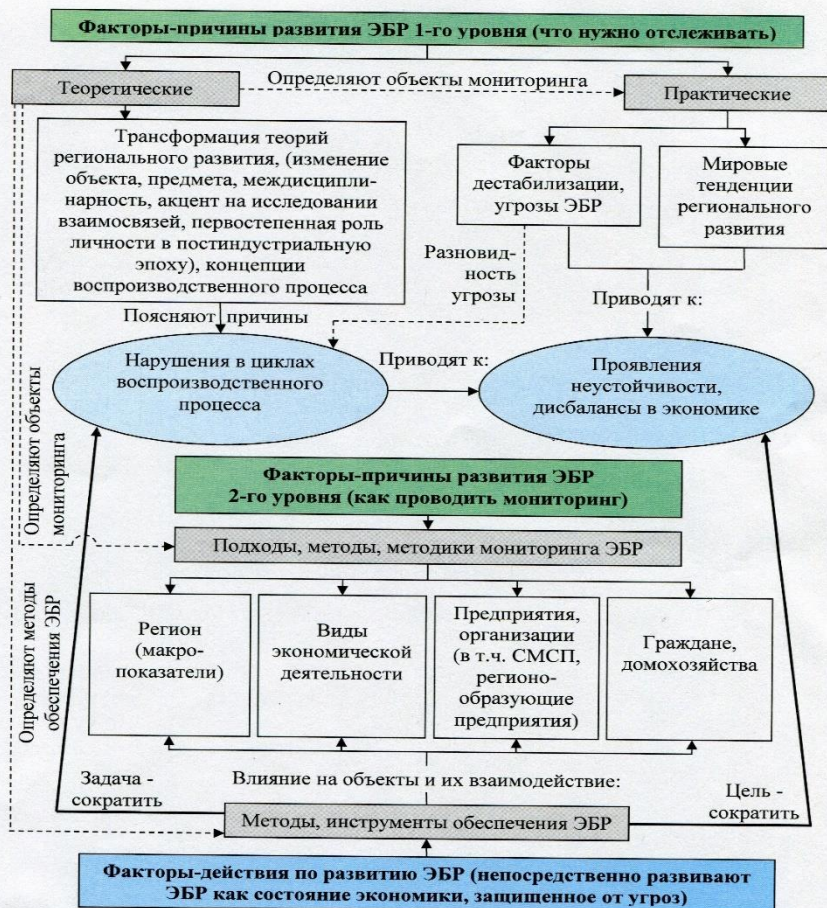 Факторы-причины развития ЭБР 1-го уровня (что нужно отслеживать)
Теоретические
Определяют объекты мониторинга
Практические
Трансформация теорий
регионального развития, (изменение
объекта, предмета, междисципли-
нарность, акцент на исследовании
взаимосвязей, первостепенная роль
личности в постиндустриальную
эпоху), концепции
воспроизводственного процесса
Факторы
дестабилизации,
угрозы ЭБР
Мировые
тенденции
регионального
развития
Разновид-
ность
угрозы
Поясняют причины
Приводят к:
Нарушения в циклах
воспроизводственного
процесса
Приводят к:
Проявления
неустойчивости,
дисбалансы в экономике
Определяют объекты
мониторинга
Факторы-причины развития ЭБР
2-го уровня (как проводить мониторинг)
Подходы, методы, методики мониторинга ЭБР
Определяют методы
обеспечения ЭБР
Регион
(макро-
показатели)
Виды
экономической
деятельности
Предприятия,
организации
(в т.ч. СМСП,
регионо-
образующие
предприятия)
Граждане,
домохозяйства
Задача -
сократить
Влияние на объекты и их взаимодействие:
Цель -
сократить
Методы, инструменты обеспечения ЭБР
Факторы-действия по развитию ЭБР (непосредственно развивают
ЭБР как состояние экономики, защищенное от угроз)